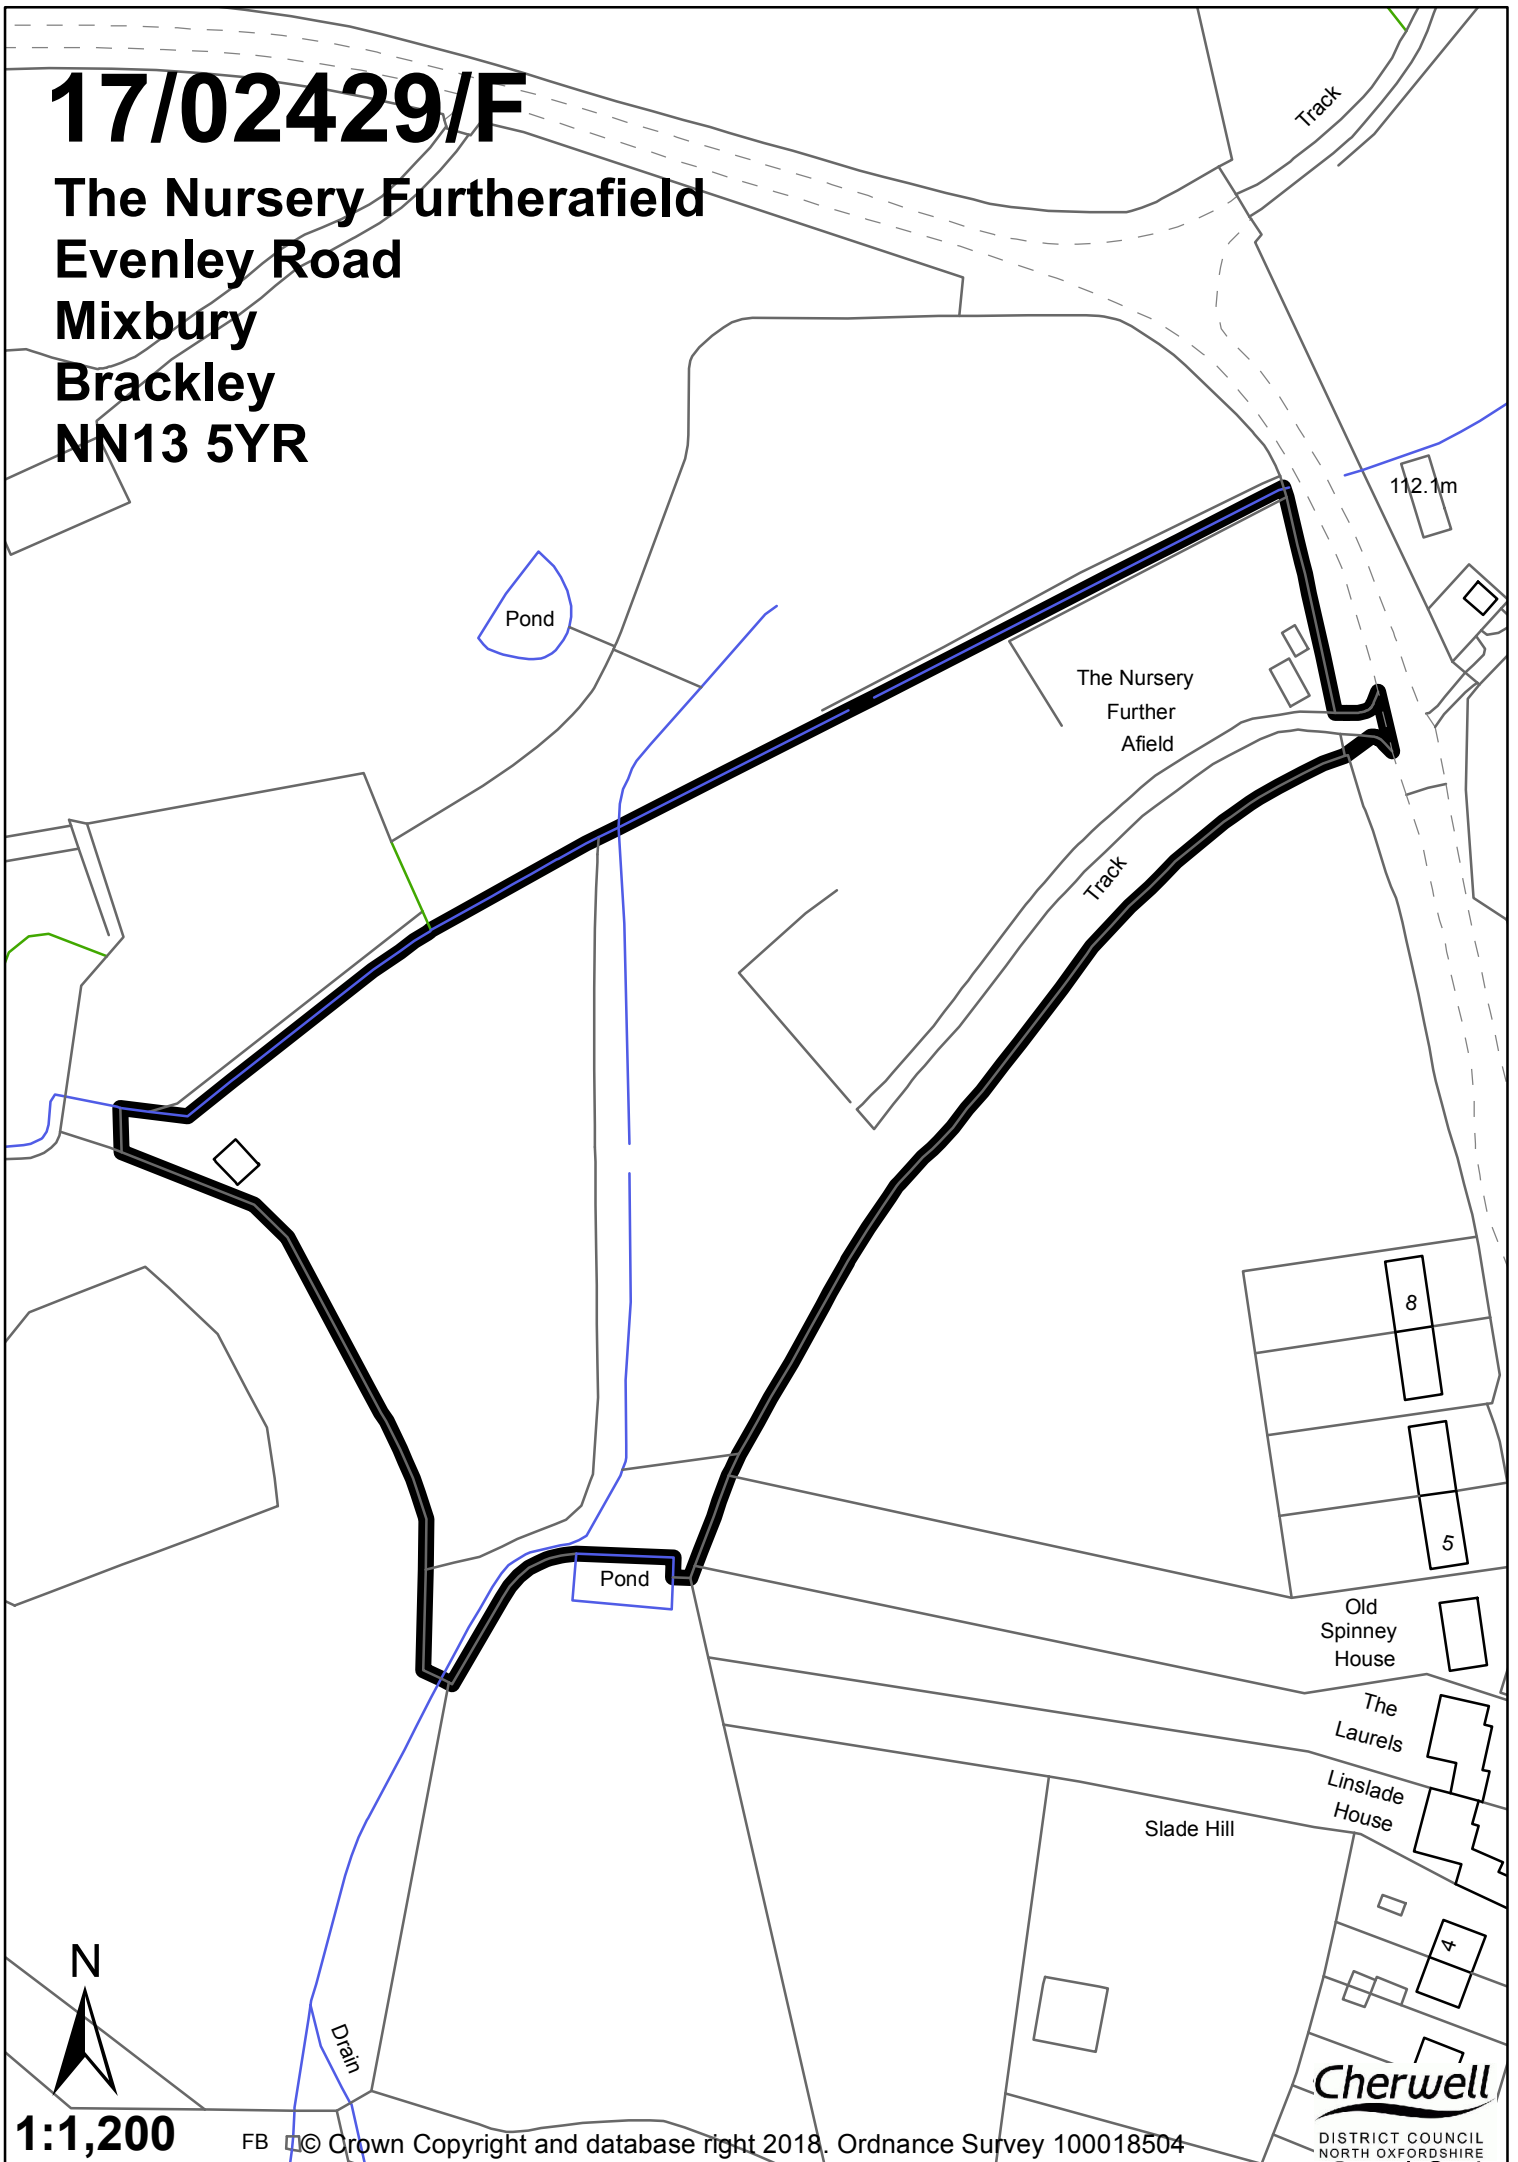 17/02429/F
The Nursery Furtherafield
Evenley Road
Mixbury
Brackley
NN13 5YR
Track
112.1m
Pond
The Nursery
Further
Afield
Track
8
5
Pond
Old
Spinney
House
The
Laurels
Linslade
House
Slade Hill
4
N
Drain
1:1,200
FB
© Crown Copyright and database right 2018. Ordnance Survey 100018504
Cherwell
DISTRICT COUNCIL
NORTH OXFORDSHIRE